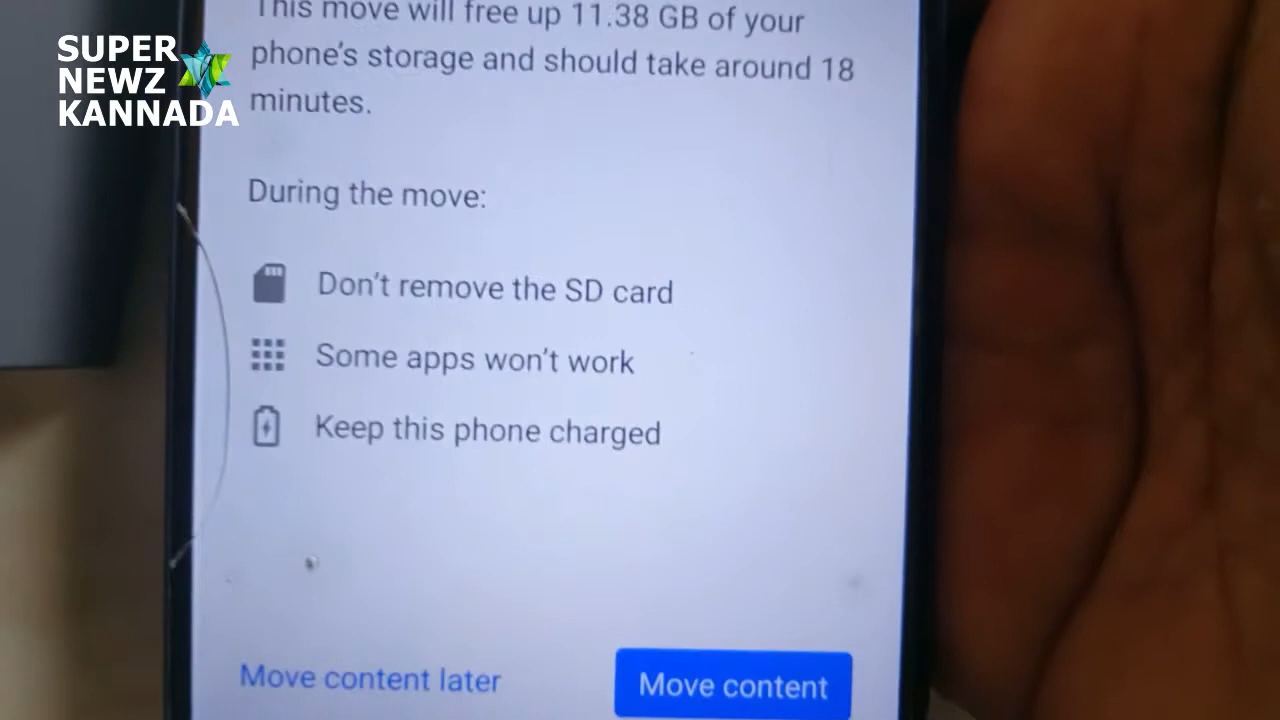 SUPER
NEWZ
KANNADA
This move will free up 11.38 GB of your
phone's storage and should take around 18
minutes.
During the move:
Don't remove the SD card
Some apps won't work
Keep this phone charged
Move content later
Move content